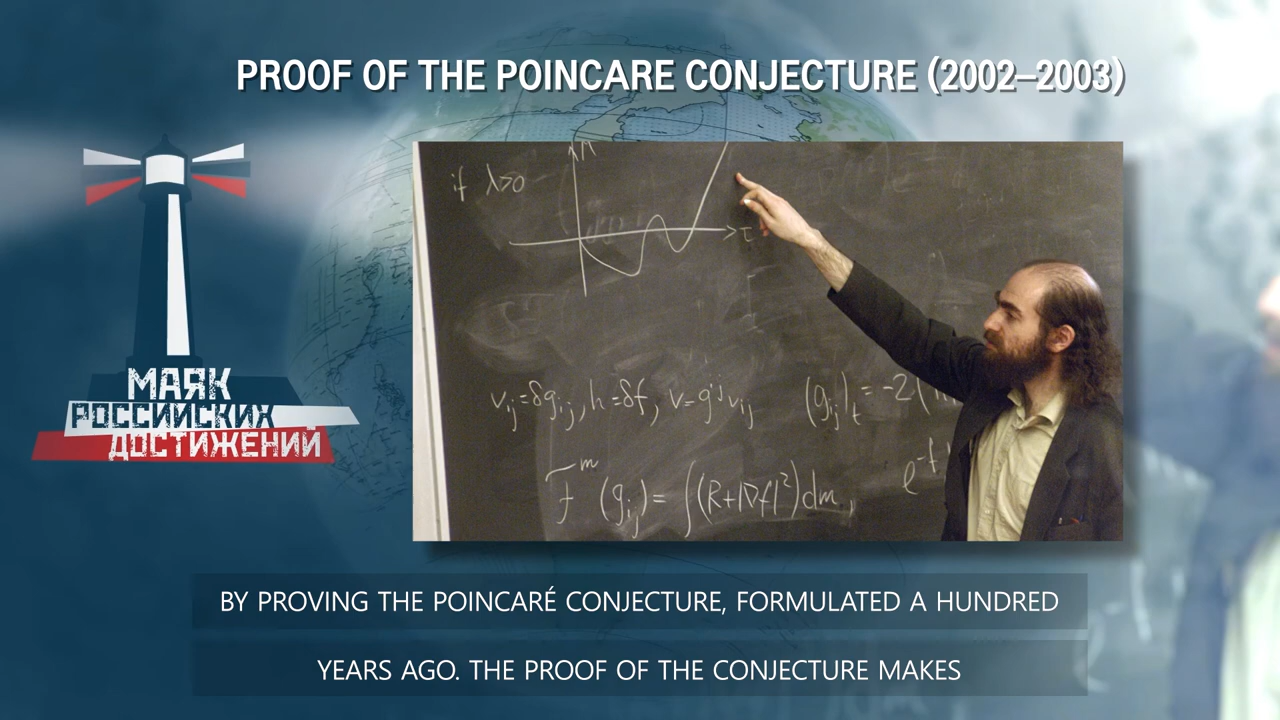 PROOF OF THE POINCARE CONJECTURE (2002–2003)
if λ>0
МАЯК
РОССИЙСКИХ
ДОСТИЖЕНИЙ
v_ij=δg_ij, h=δf, v=g^ij v_ij (g_ij)_t=-2(
F^m (g_ij)=∫(R+|∇f|²)dm,
e^-f
BY PROVING THE POINCARÉ CONJECTURE, FORMULATED A HUNDRED
YEARS AGO. THE PROOF OF THE CONJECTURE MAKES